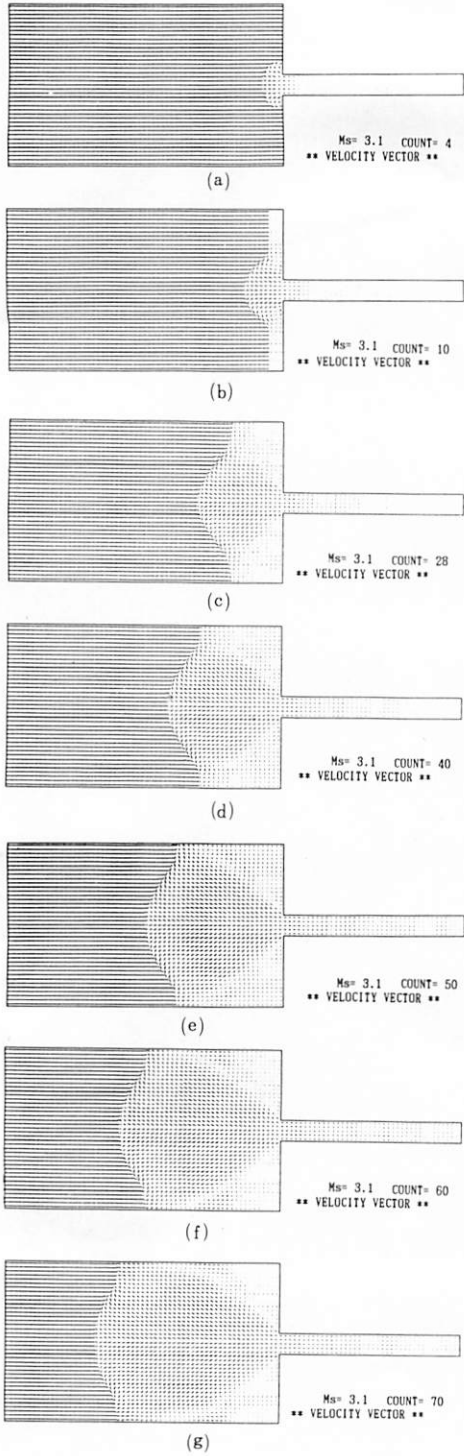 Ms= 3.1 COUNT= 4
** VELOCITY VECTOR **
(a)
Ms= 3.1 COUNT= 10
** VELOCITY VECTOR **
(b)
Ms= 3.1 COUNT= 28
** VELOCITY VECTOR **
(c)
Ms= 3.1 COUNT= 40
** VELOCITY VECTOR **
(d)
Ms= 3.1 COUNT= 50
** VELOCITY VECTOR **
(e)
Ms= 3.1 COUNT= 60
** VELOCITY VECTOR **
(f)
Ms= 3.1 COUNT= 70
** VELOCITY VECTOR **
(g)